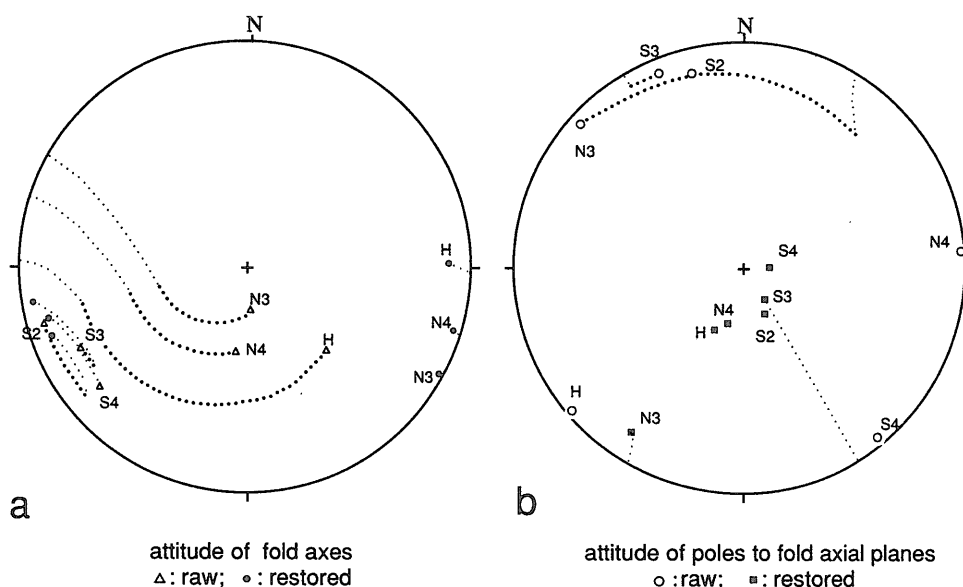 N
H
N3
N4
H
N4
S2
S3
N3
S4
a
attitude of fold axes
△ : raw; ● : restored
N
S3
S2
N3
N4
S4
S3
N4
S2
H
H
N3
S4
b
attitude of poles to fold axial planes
○ :raw; ■ : restored